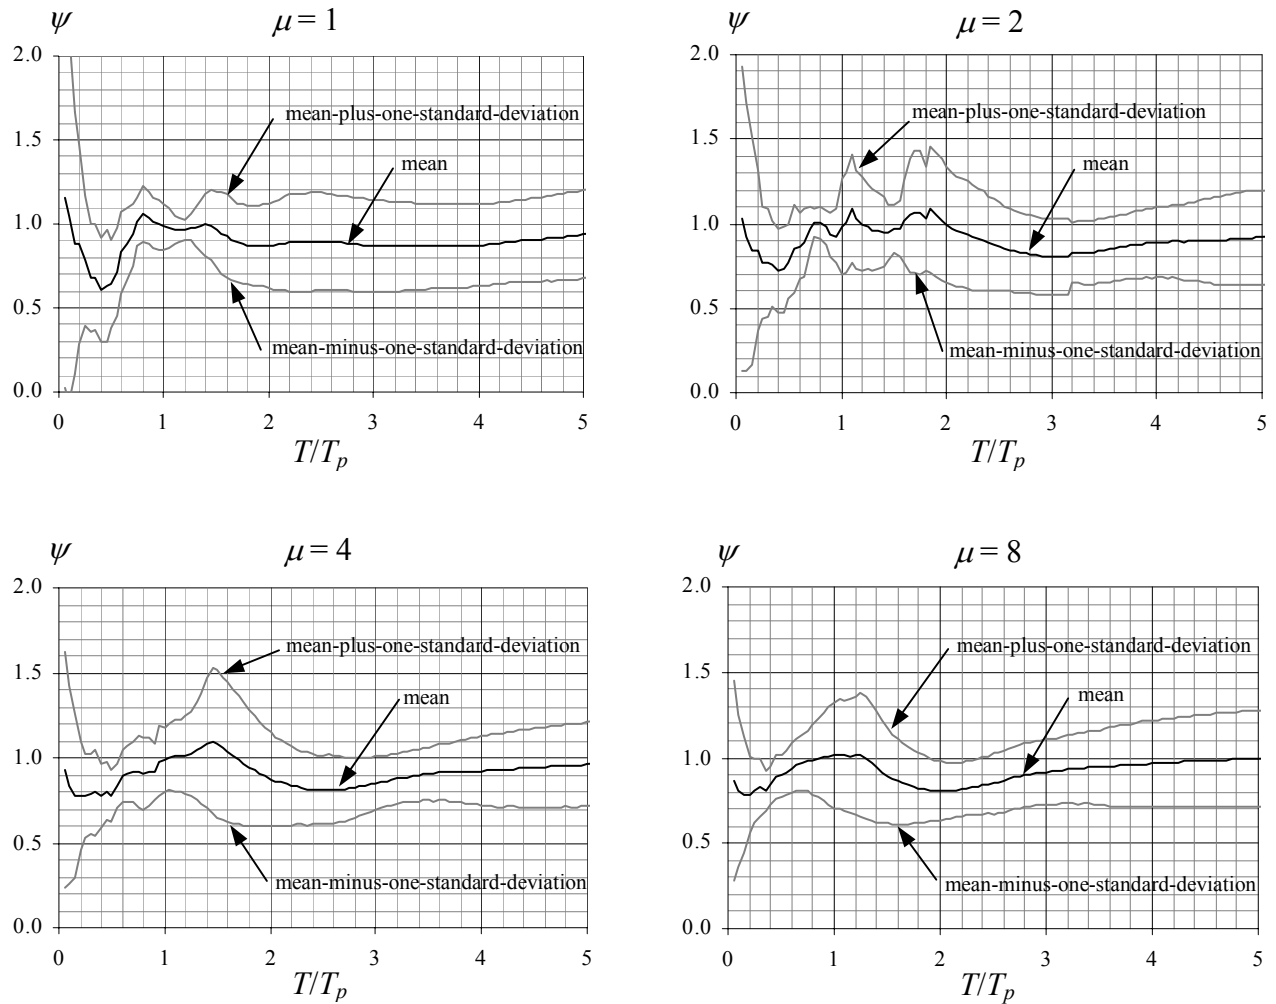 ψ μ = 1
2.0
mean-plus-one-standard-deviation
1.5
mean
1.0
0.5
mean-minus-one-standard-deviation
0.0
0 1 2 3 4 5
T/Tp
ψ μ = 2
2.0
mean-plus-one-standard-deviation
1.5
mean
1.0
0.5
mean-minus-one-standard-deviation
0.0
0 1 2 3 4 5
T/Tp
ψ μ = 4
2.0
mean-plus-one-standard-deviation
1.5
mean
1.0
0.5
mean-minus-one-standard-deviation
0.0
0 1 2 3 4 5
T/Tp
ψ μ = 8
2.0
mean-plus-one-standard-deviation
1.5
mean
1.0
0.5
mean-minus-one-standard-deviation
0.0
0 1 2 3 4 5
T/Tp